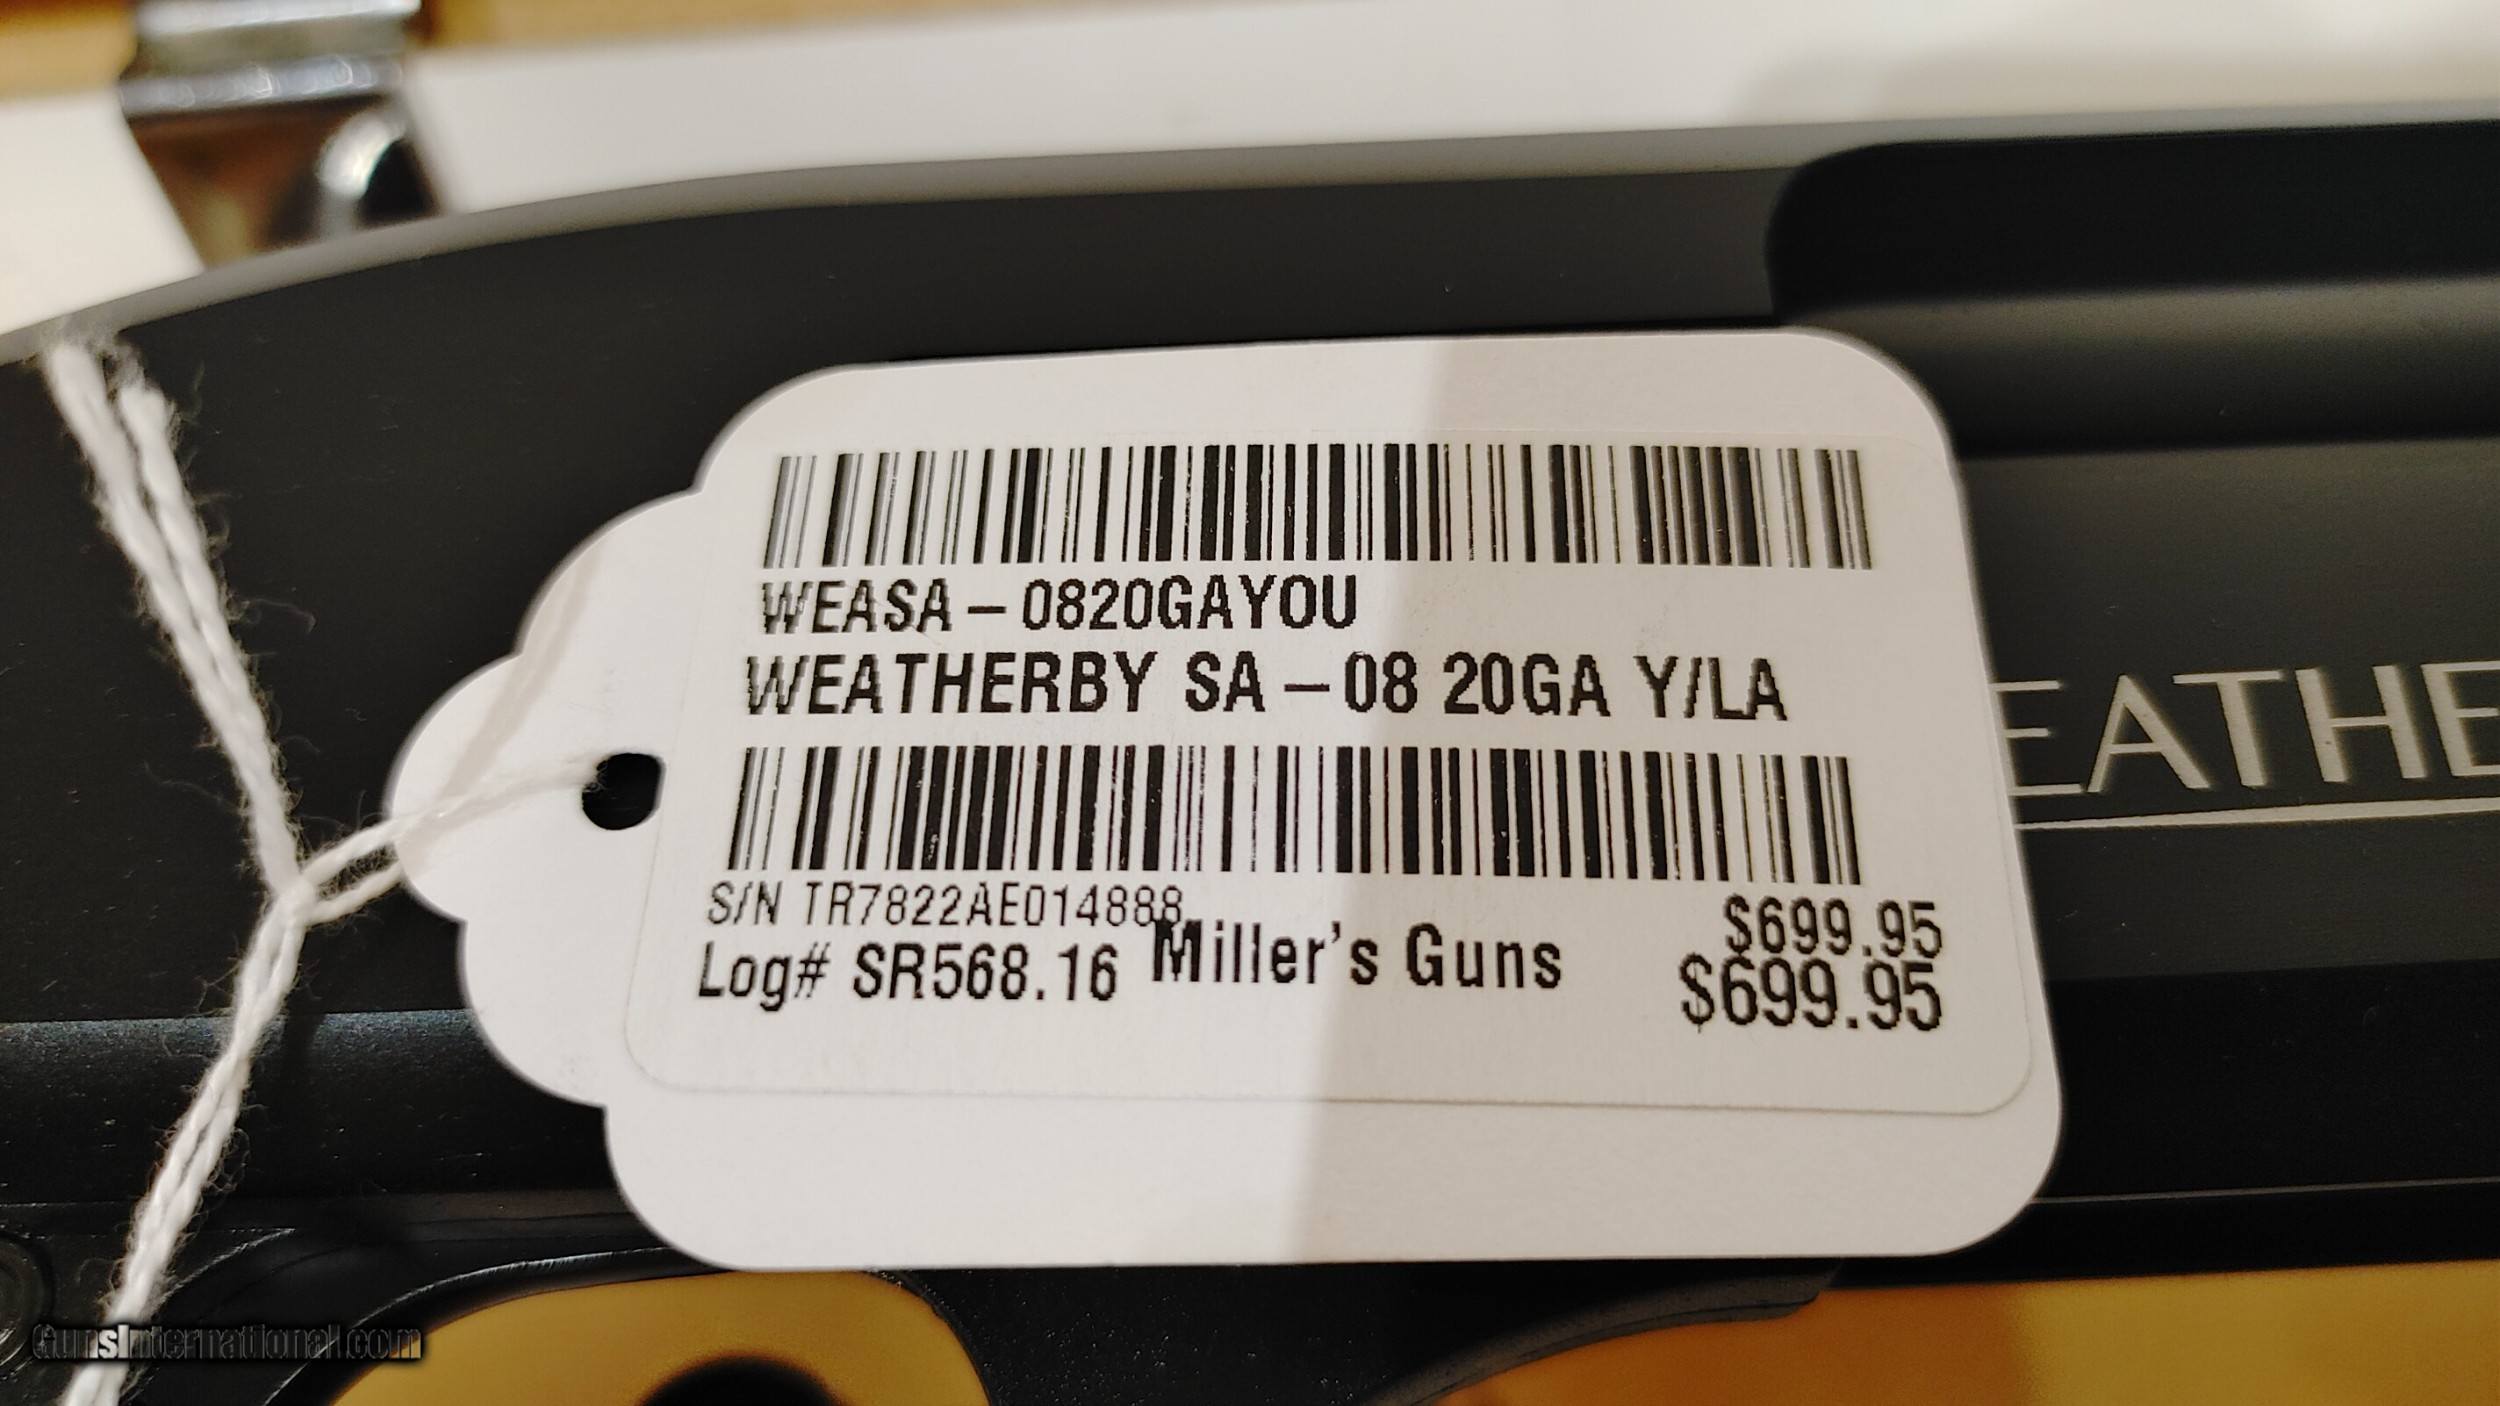 WEASA-0820GAYOU
WEATHERBY SA-08 20GA Y/LA
S/N TR7822AE014888
$699.95
Log# SR568.16 Miller's Guns
$699.95
EATHE
GunsInternational.com